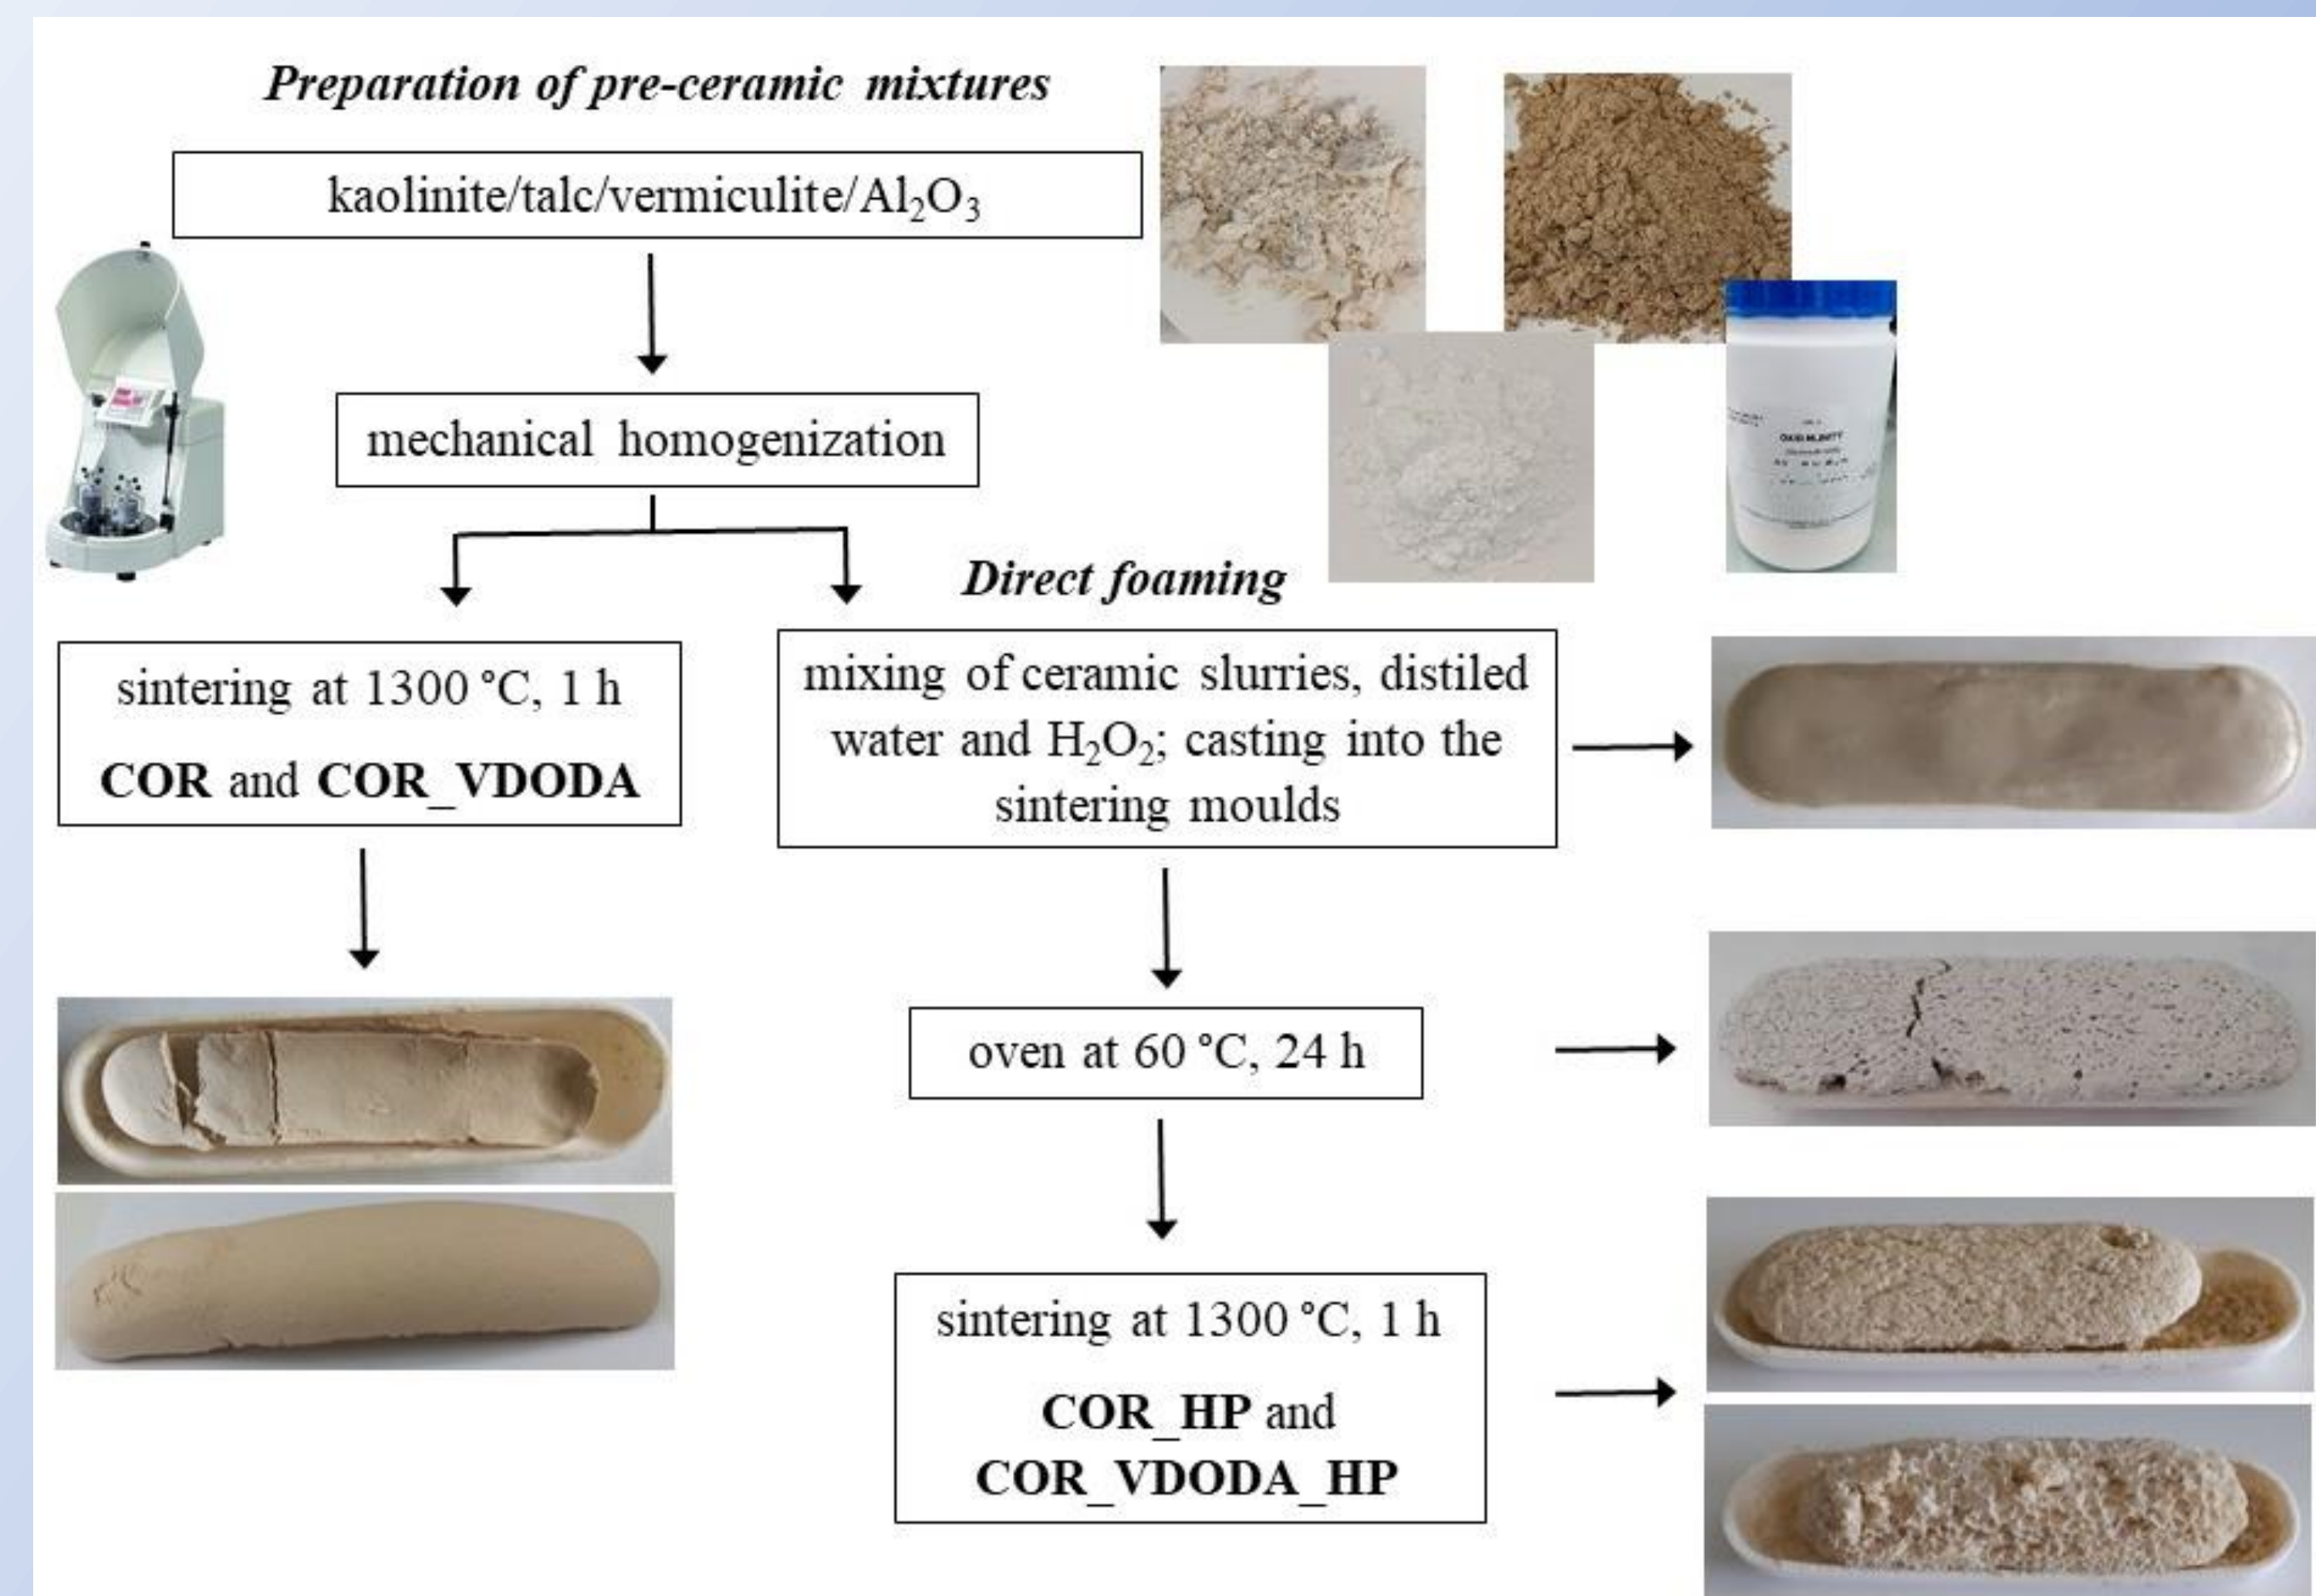 Preparation of pre-ceramic mixtures
kaolinite/talc/vermiculite/Al₂O₃
mechanical homogenization
Direct foaming
sintering at 1300 °C, 1 h
COR and COR_VDODA
mixing of ceramic slurries, distiled
water and H₂O₂; casting into the
sintering moulds
oven at 60 °C, 24 h
sintering at 1300 °C, 1 h
COR_HP and
COR_VDODA_HP